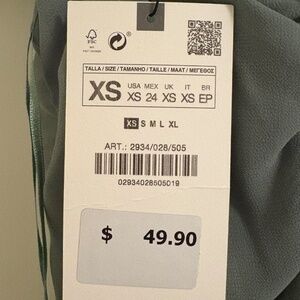 FSC
TALLA / SIZE / TAMANHO / TAILLE / MAAT / ΜΕΓΕΘΟΣ
XS
USA MEX UK IT BR
XS 24 XS XS EP
XS S M L XL
ART.: 2934/028/505
02934028505019
$ 49.90